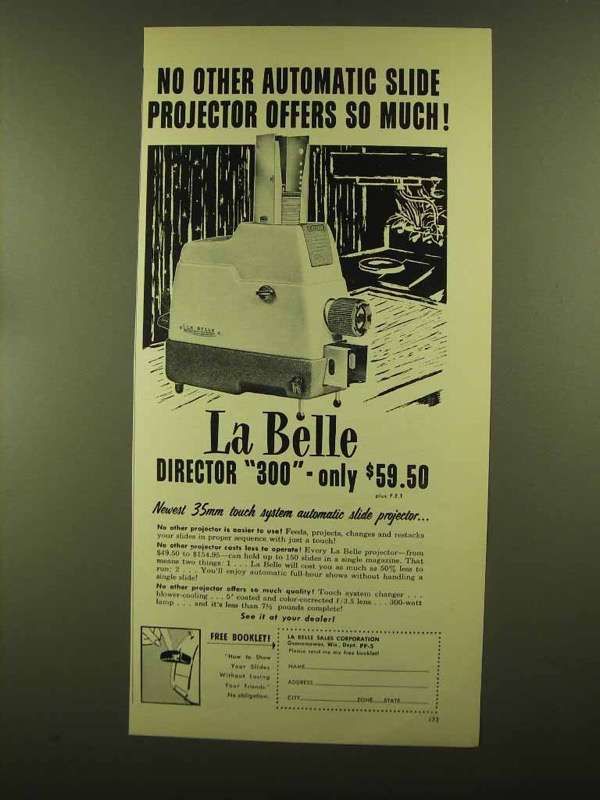 NO OTHER AUTOMATIC SLIDE
PROJECTOR OFFERS SO MUCH!
LA BELLE
La Belle
DIRECTOR "300" - only $59.50
plus F.E.T.
Newest 35mm touch system automatic slide projector...
No other projector is easier to use! Feeds, projects, changes and restacks
your slides in proper sequence with just a touch!
No other projector costs less to operate! Every La Belle projector—from
$49.50 to $154.95—can hold up to 150 slides in a single magazine. That
means two things: 1 . . . La Belle will cost you as much as 50% less to
run; 2 . . . You'll enjoy automatic full-hour shows without handling a
single slide!
No other projector offers so much quality! Touch system changer . . .
blower-cooling . . . 5" coated and color-corrected f/3.5 lens . . . 300-watt
lamp . . . and it's less than 7½ pounds complete!
See it at your dealer!
FREE BOOKLET!
"How to Show
Your Slides
Without Losing
Your Friends"
No obligation.
LA BELLE SALES CORPORATION
Oconomowoc, Wis., Dept. PP-5
Please send me my free booklet!
NAME
ADDRESS
CITY ZONE STATE
173